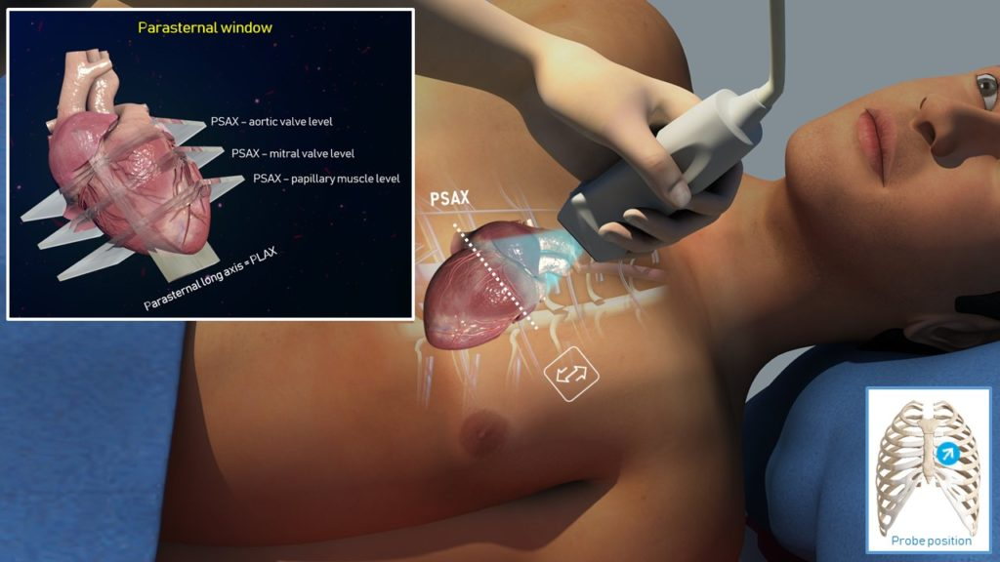 Parasternal window
PSAX – aortic valve level
PSAX – mitral valve level
PSAX – papillary muscle level
Parasternal long axis = PLAX
PSAX
Probe position